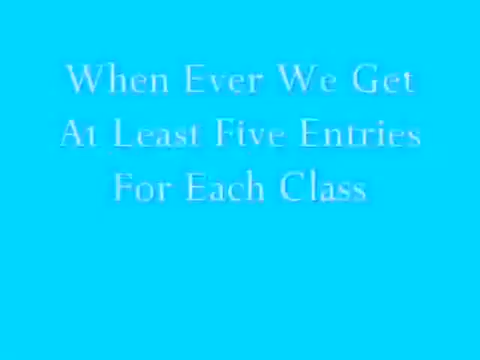 When Ever We Get
At Least Five Entries
For Each Class